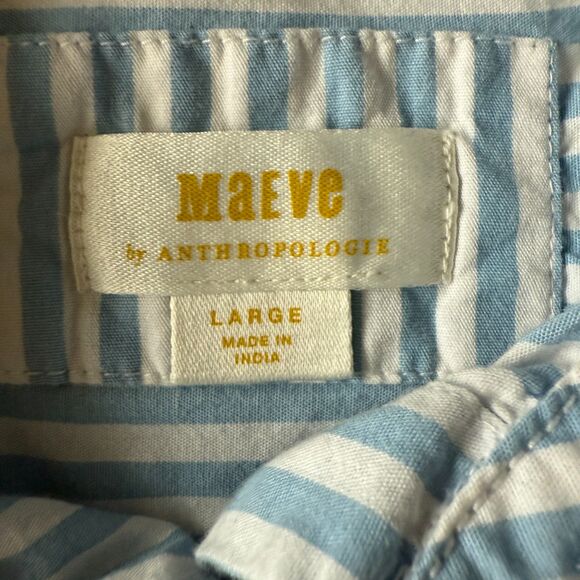 MaEVe
by ANTHROPOLOGIE
LARGE
MADE IN
INDIA